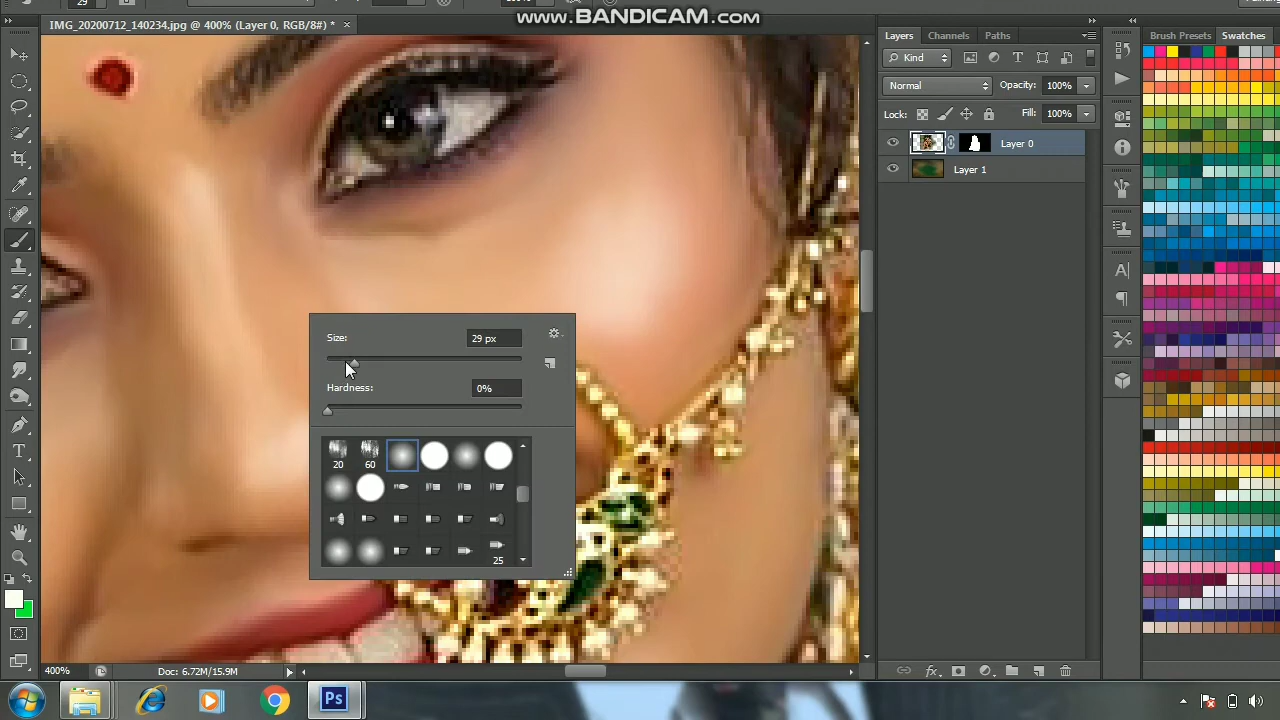 www.BANDICAM.com
IMG_20200712_140234.jpg @ 400% (Layer 0, RGB/8#) *
Layers
Channels
Paths
Brush Presets
Swatches
Kind
Normal
Opacity:
100%
Lock:
Fill:
100%
Layer 0
Layer 1
Size:
29 px
Hardness:
0%
20
60
25
400%
Doc: 6.72M/15.9M
Ps